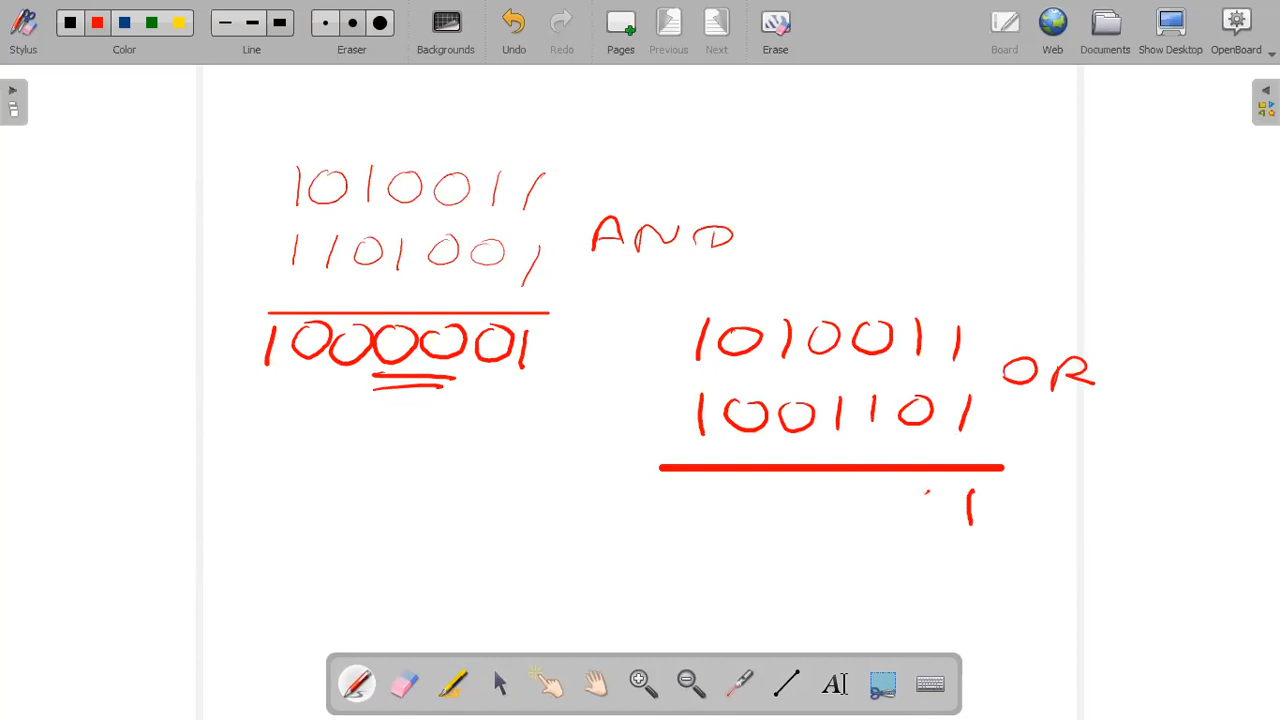 Stylus
Color
Line
Eraser
Backgrounds
Undo
Redo
Pages
Previous
Next
Erase
Board
Web
Documents
Show Desktop
OpenBoard
1010011
1101001
AND
1000001
1010011
1001101
OR
1
AI